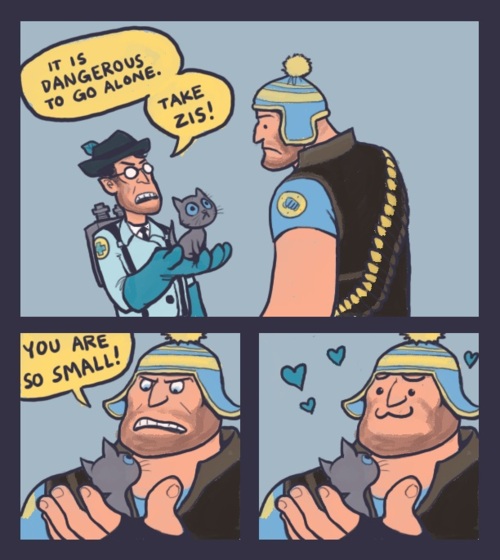 IT IS
DANGEROUS
TO GO ALONE.
TAKE
ZIS!
YOU ARE
SO SMALL!